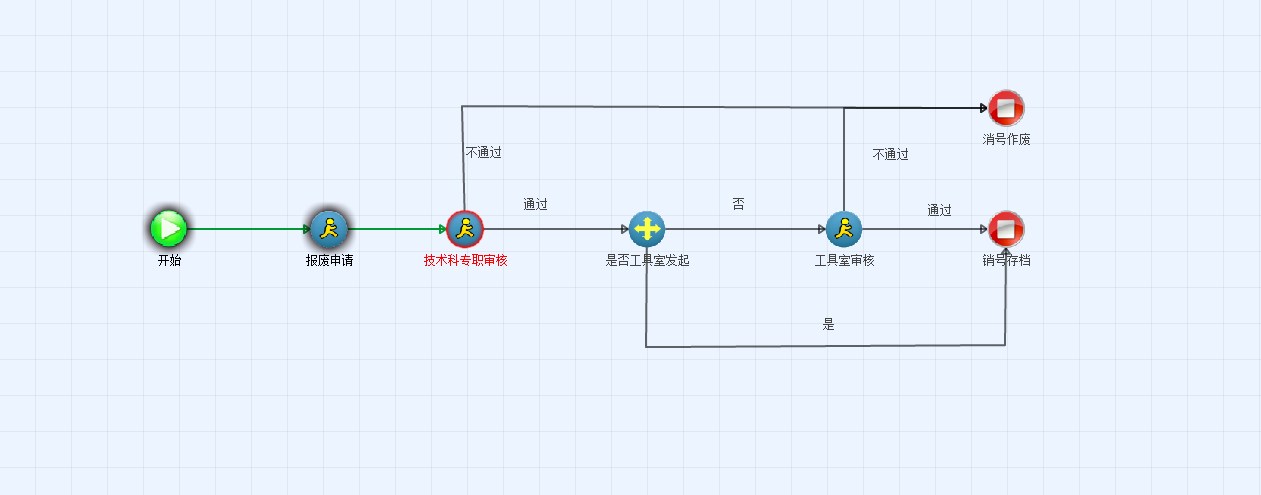 消号作废
不通过
不通过
通过
否
通过
开始
报废申请
技术科专职审核
是否工具室发起
工具室审核
销号存档
是